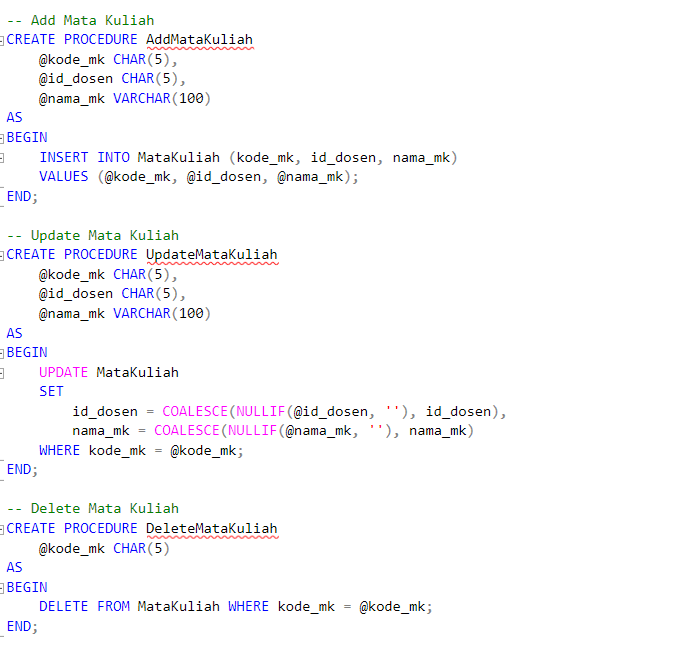 -- Add Mata Kuliah
CREATE PROCEDURE AddMataKuliah
    @kode_mk CHAR(5),
    @id_dosen CHAR(5),
    @nama_mk VARCHAR(100)
AS
BEGIN
    INSERT INTO MataKuliah (kode_mk, id_dosen, nama_mk)
    VALUES (@kode_mk, @id_dosen, @nama_mk);
END;

-- Update Mata Kuliah
CREATE PROCEDURE UpdateMataKuliah
    @kode_mk CHAR(5),
    @id_dosen CHAR(5),
    @nama_mk VARCHAR(100)
AS
BEGIN
    UPDATE MataKuliah
    SET
        id_dosen = COALESCE(NULLIF(@id_dosen, ''), id_dosen),
        nama_mk = COALESCE(NULLIF(@nama_mk, ''), nama_mk)
    WHERE kode_mk = @kode_mk;
END;

-- Delete Mata Kuliah
CREATE PROCEDURE DeleteMataKuliah
    @kode_mk CHAR(5)
AS
BEGIN
    DELETE FROM MataKuliah WHERE kode_mk = @kode_mk;
END;